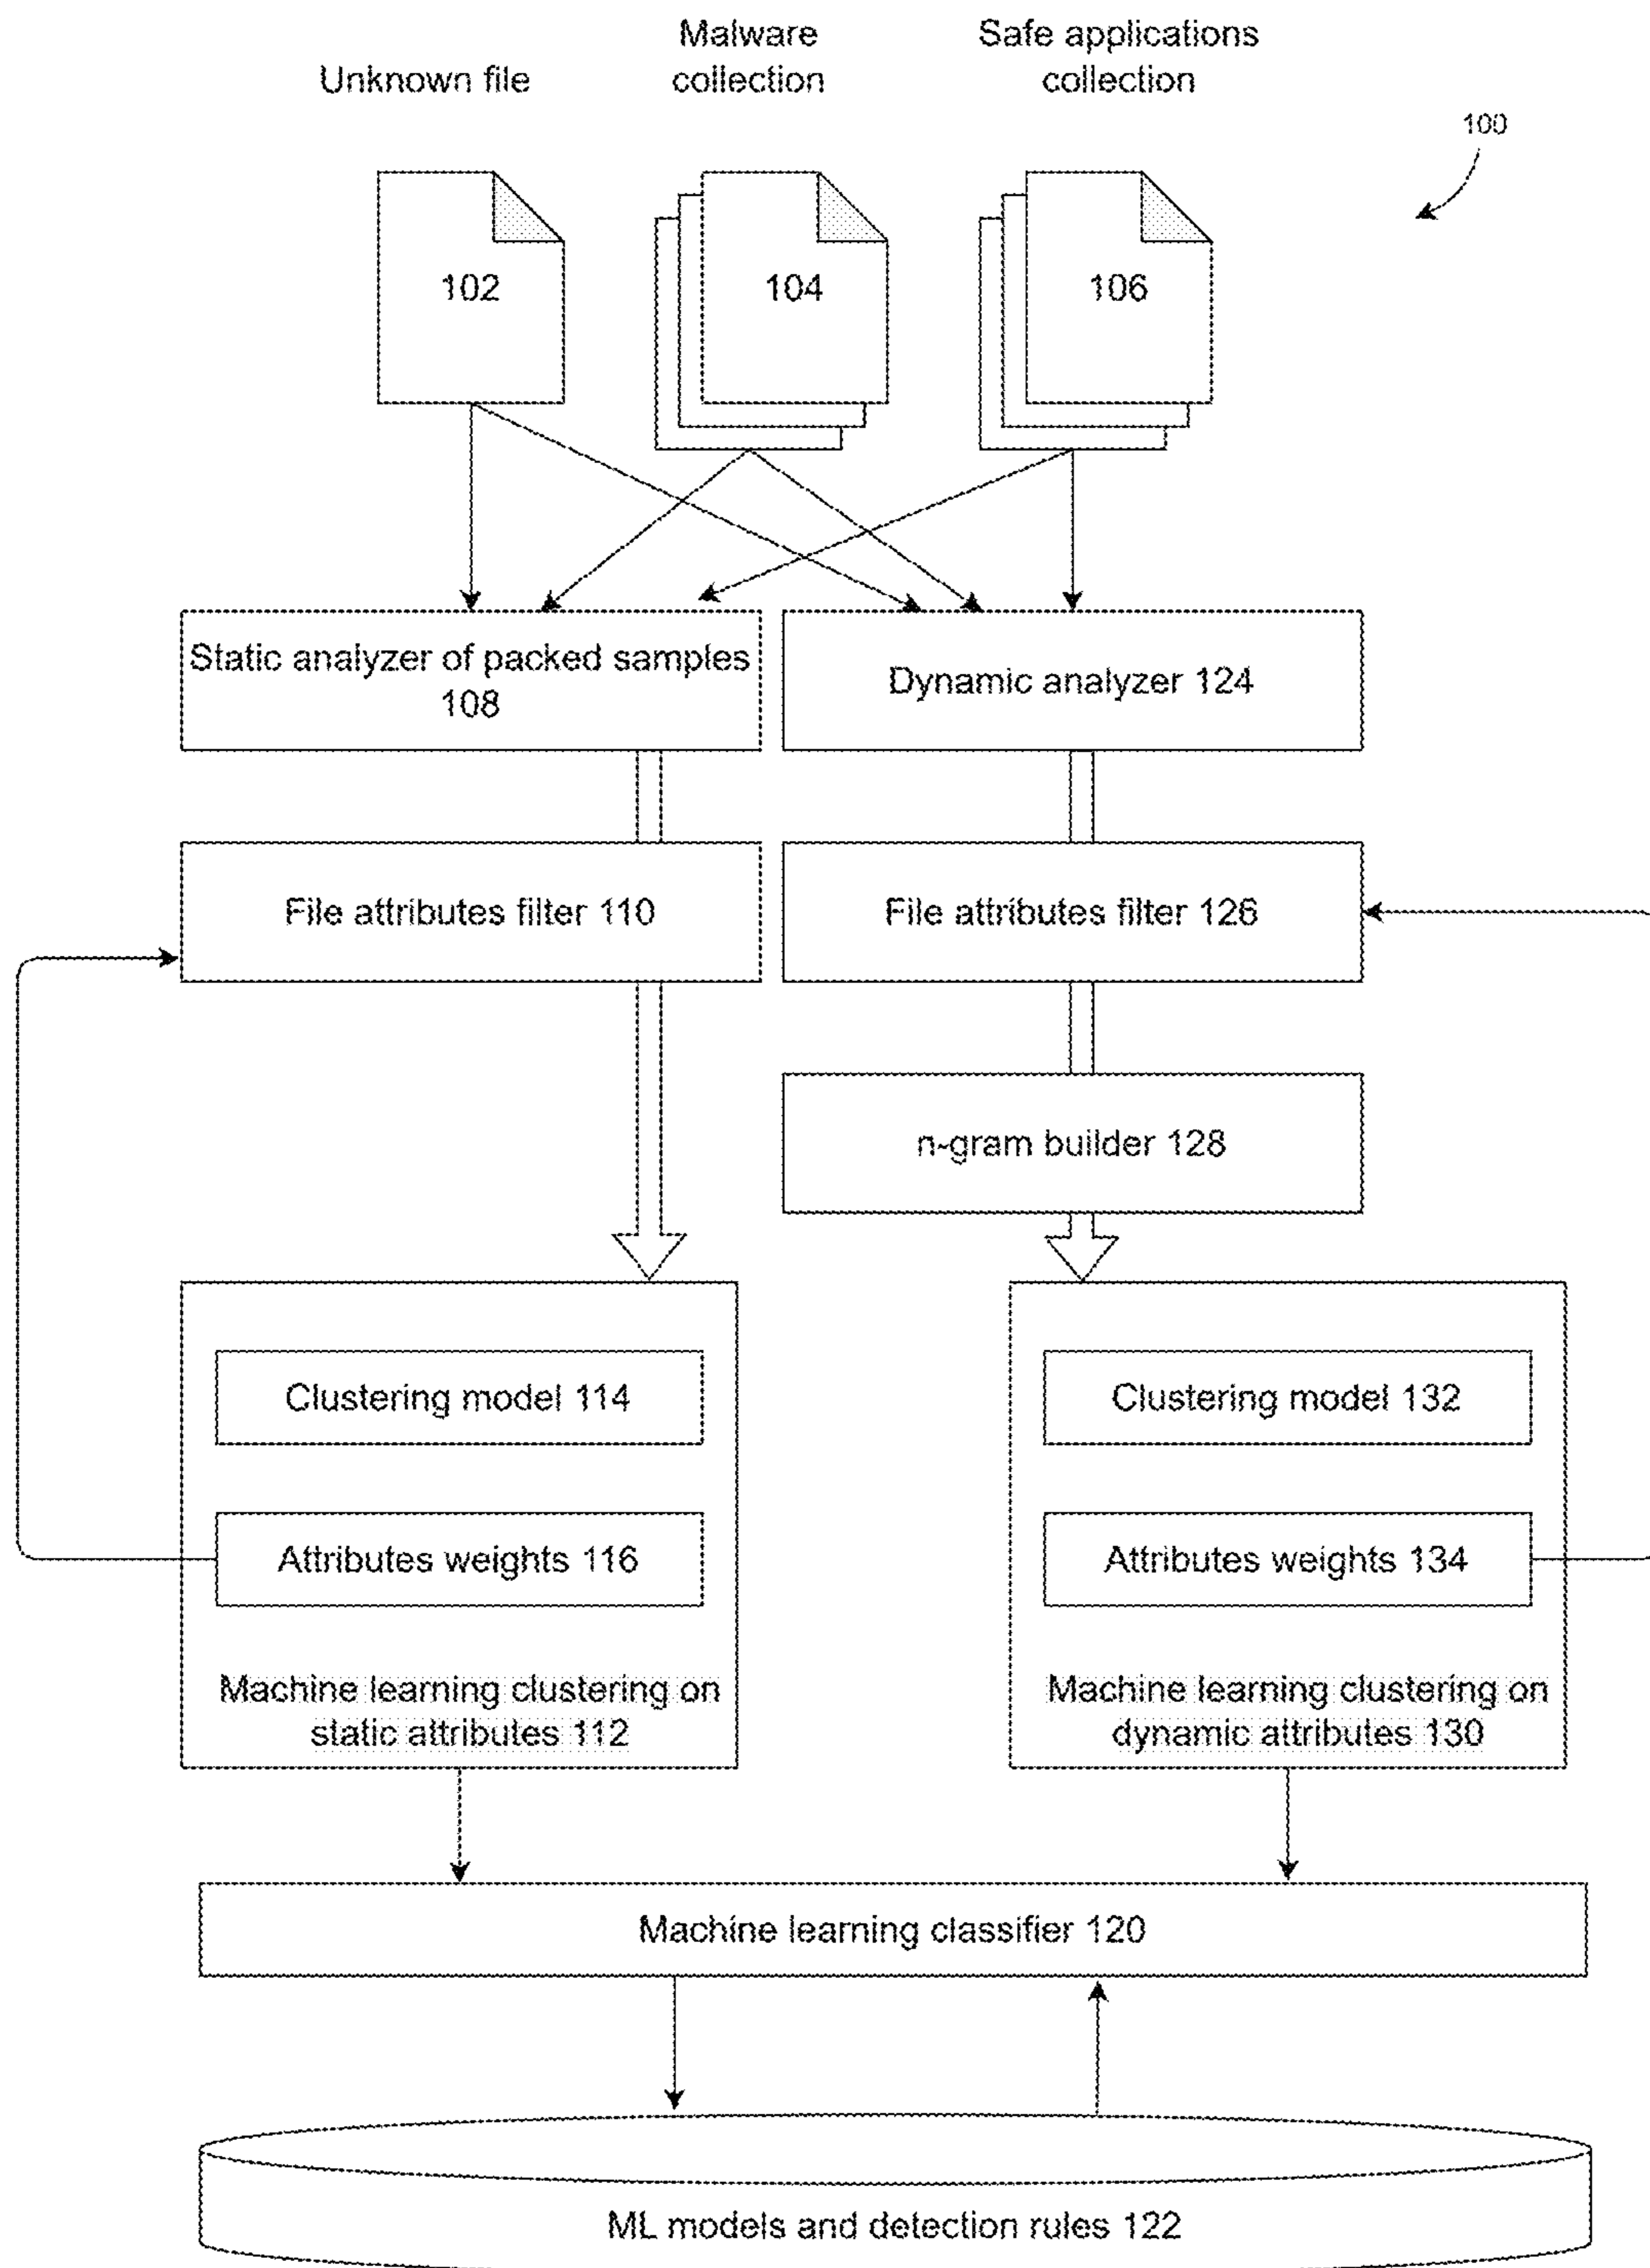 Unknown file
Malware
collection
Safe applications
collection
100
102
104
106
Static analyzer of packed samples
108
Dynamic analyzer 124
File attributes filter 110
File attributes filter 126
n-gram builder 128
Clustering model 114
Attributes weights 116
Machine learning clustering on
static attributes 112
Clustering model 132
Attributes weights 134
Machine learning clustering on
dynamic attributes 130
Machine learning classifier 120
ML models and detection rules 122